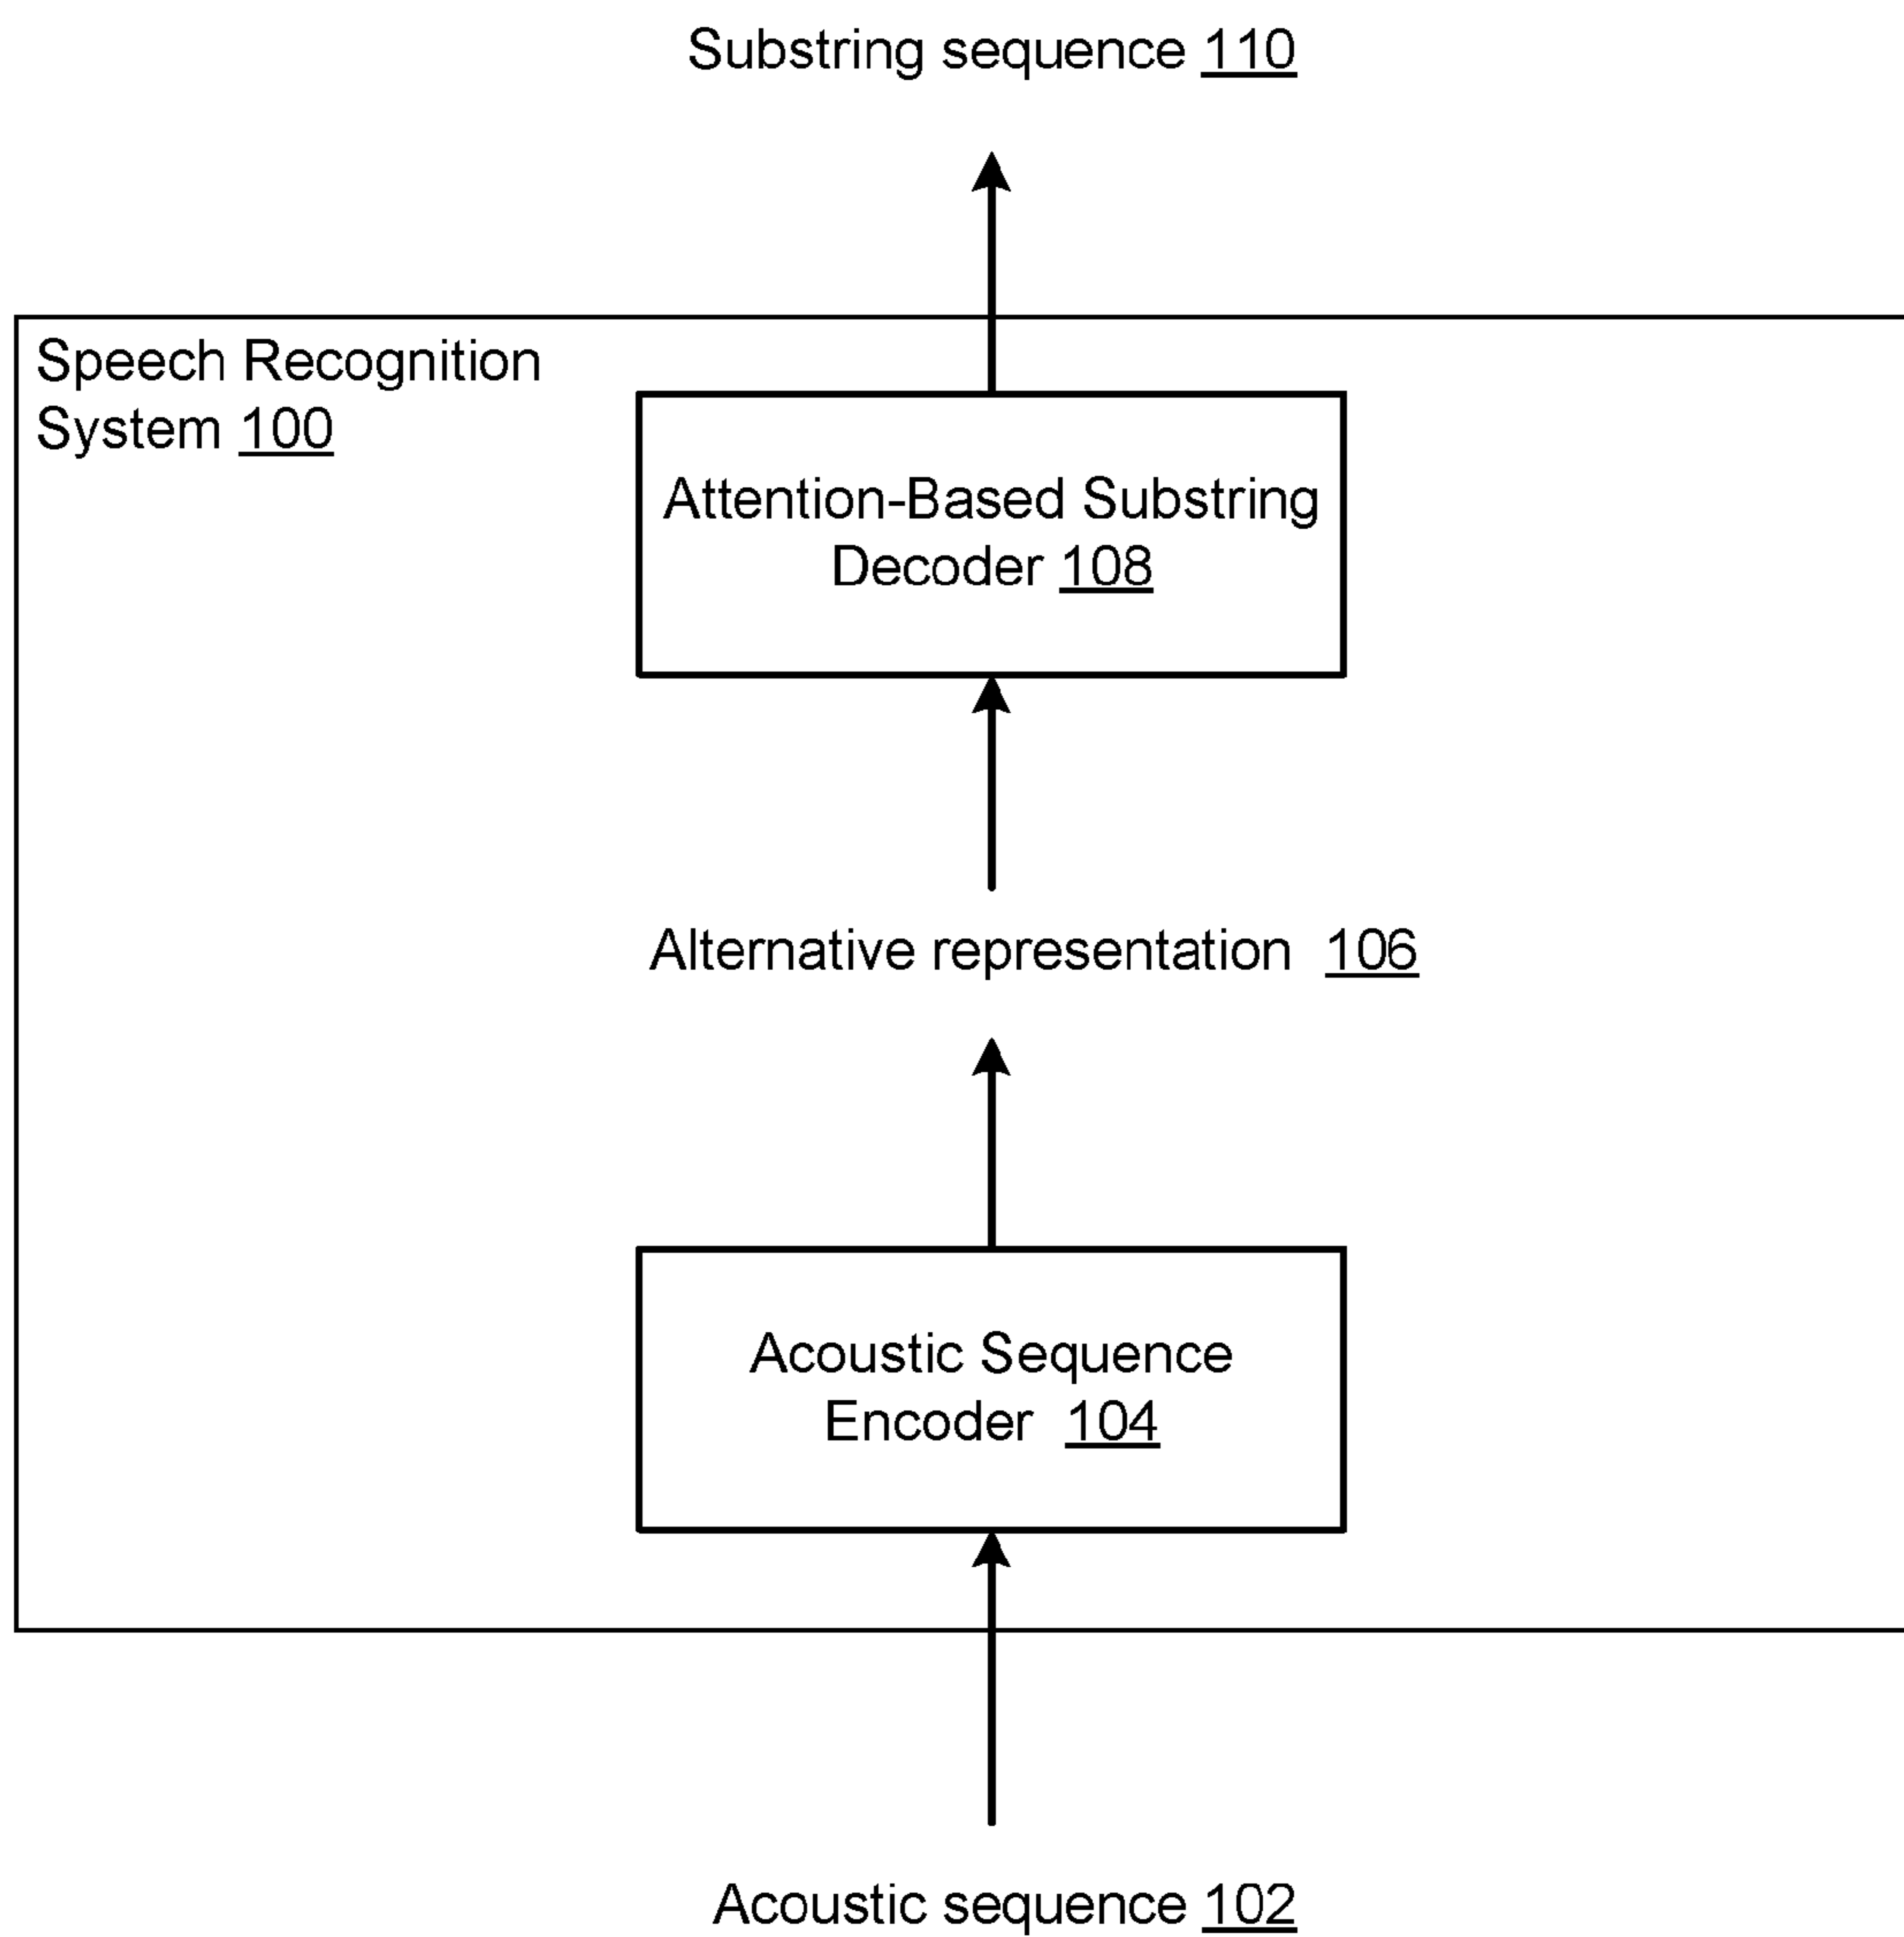 Substring sequence 110
Speech Recognition
System 100
Attention-Based Substring
Decoder 108
Alternative representation 106
Acoustic Sequence
Encoder 104
Acoustic sequence 102